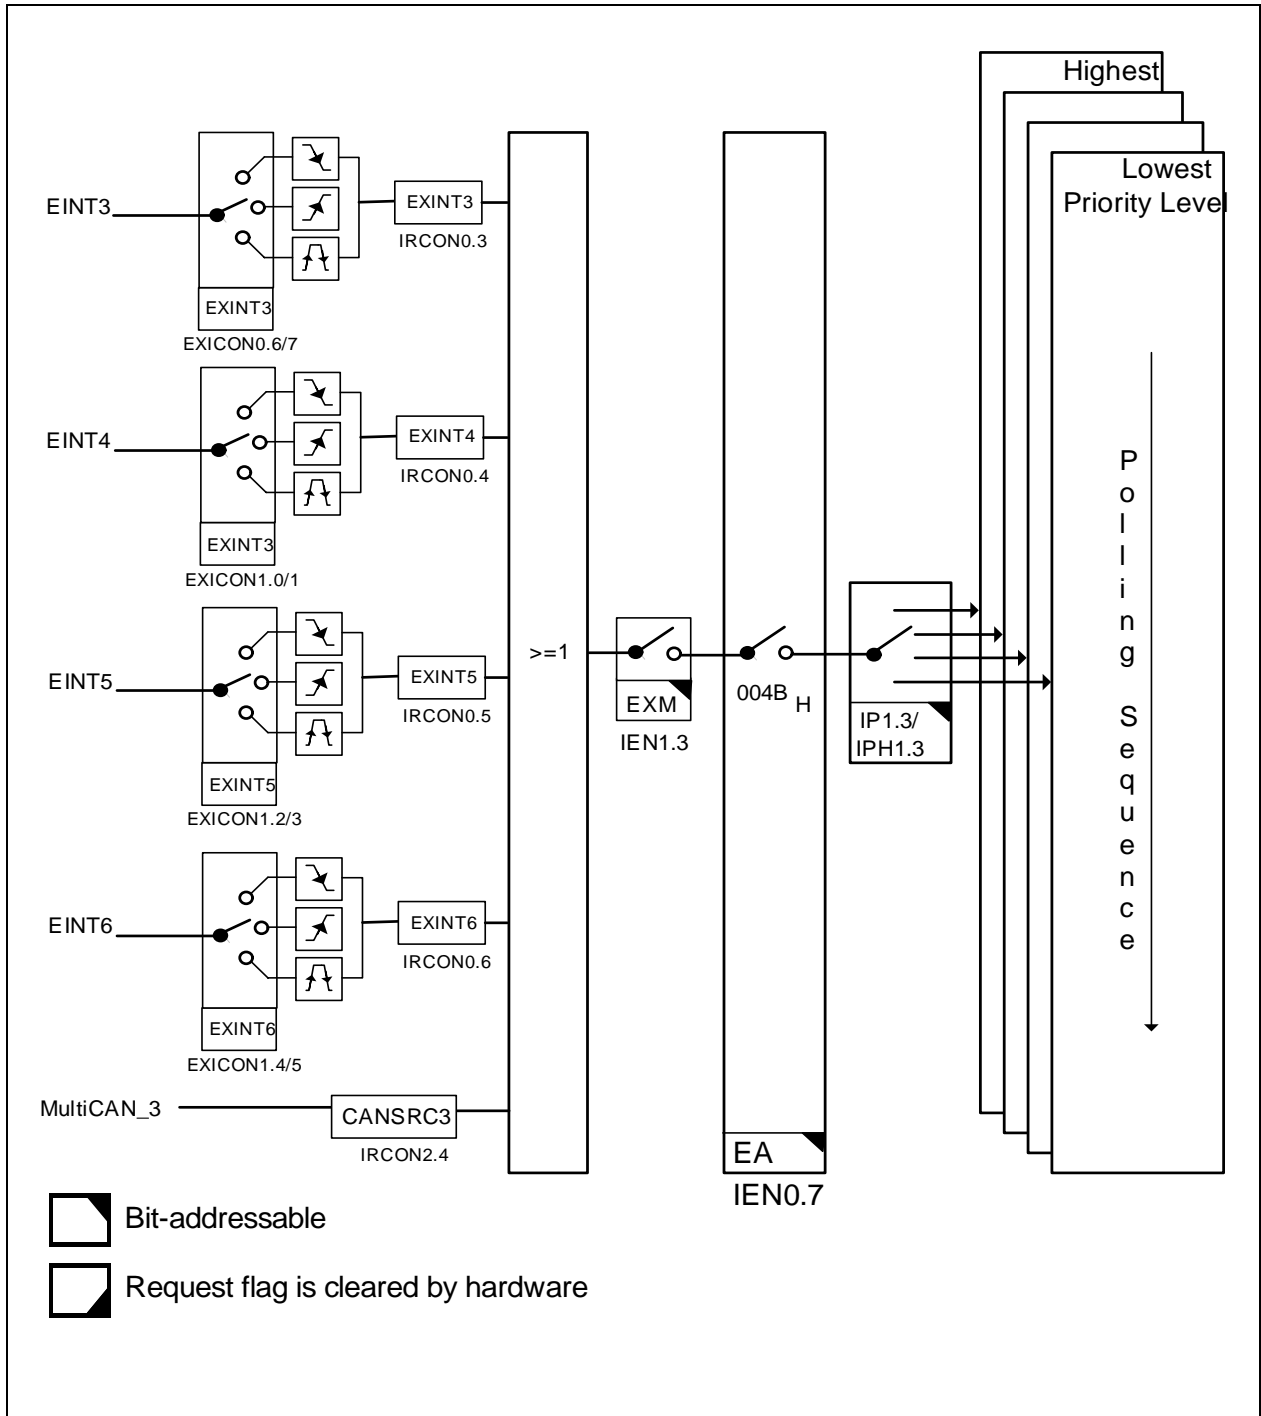 Highest
Lowest
Priority Level
EINT3
EXINT3
IRCON0.3
EXINT3
EXICON0.6/7
EINT4
EXINT4
IRCON0.4
EXINT3
EXICON1.0/1
EINT5
EXINT5
IRCON0.5
EXINT5
EXICON1.2/3
EINT6
EXINT6
IRCON0.6
EXINT6
EXICON1.4/5
MultiCAN_3
CANSRC3
IRCON2.4
>=1
EXM
IEN1.3
004B H
EA
IEN0.7
IP1.3/
IPH1.3
Polling Sequence
Bit-addressable
Request flag is cleared by hardware